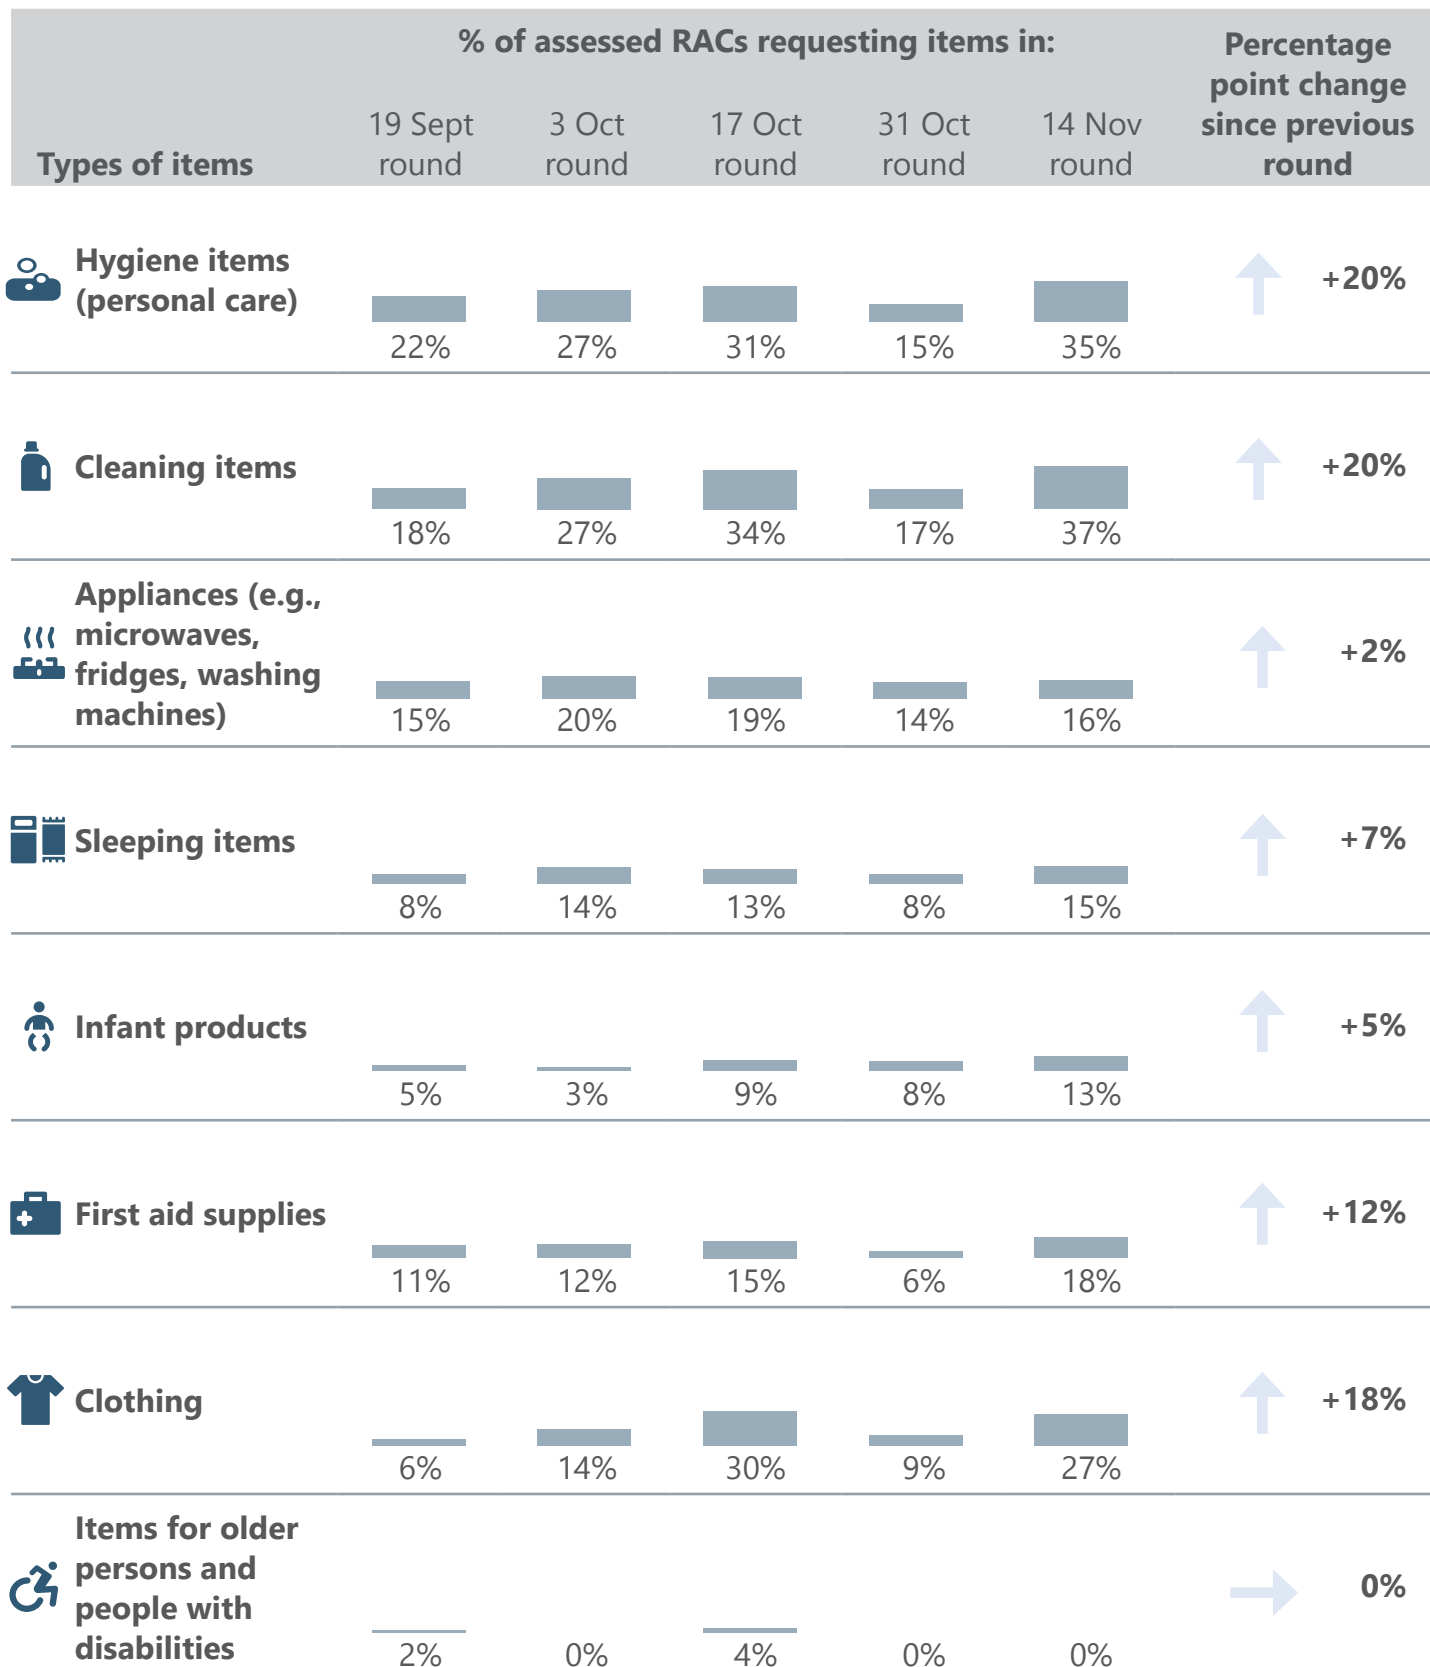 % of assessed RACs requesting items in:
Percentage
point change
since previous
round
19 Sept
round
3 Oct
round
17 Oct
round
31 Oct
round
14 Nov
round
Types of items
Hygiene items
(personal care)
22% 27% 31% 15% 35%
+20%
Cleaning items
18% 27% 34% 17% 37%
+20%
Appliances (e.g.,
microwaves,
fridges, washing
machines)
15% 20% 19% 14% 16%
+2%
Sleeping items
8% 14% 13% 8% 15%
+7%
Infant products
5% 3% 9% 8% 13%
+5%
First aid supplies
11% 12% 15% 6% 18%
+12%
Clothing
6% 14% 30% 9% 27%
+18%
Items for older
persons and
people with
disabilities
2% 0% 4% 0% 0%
0%